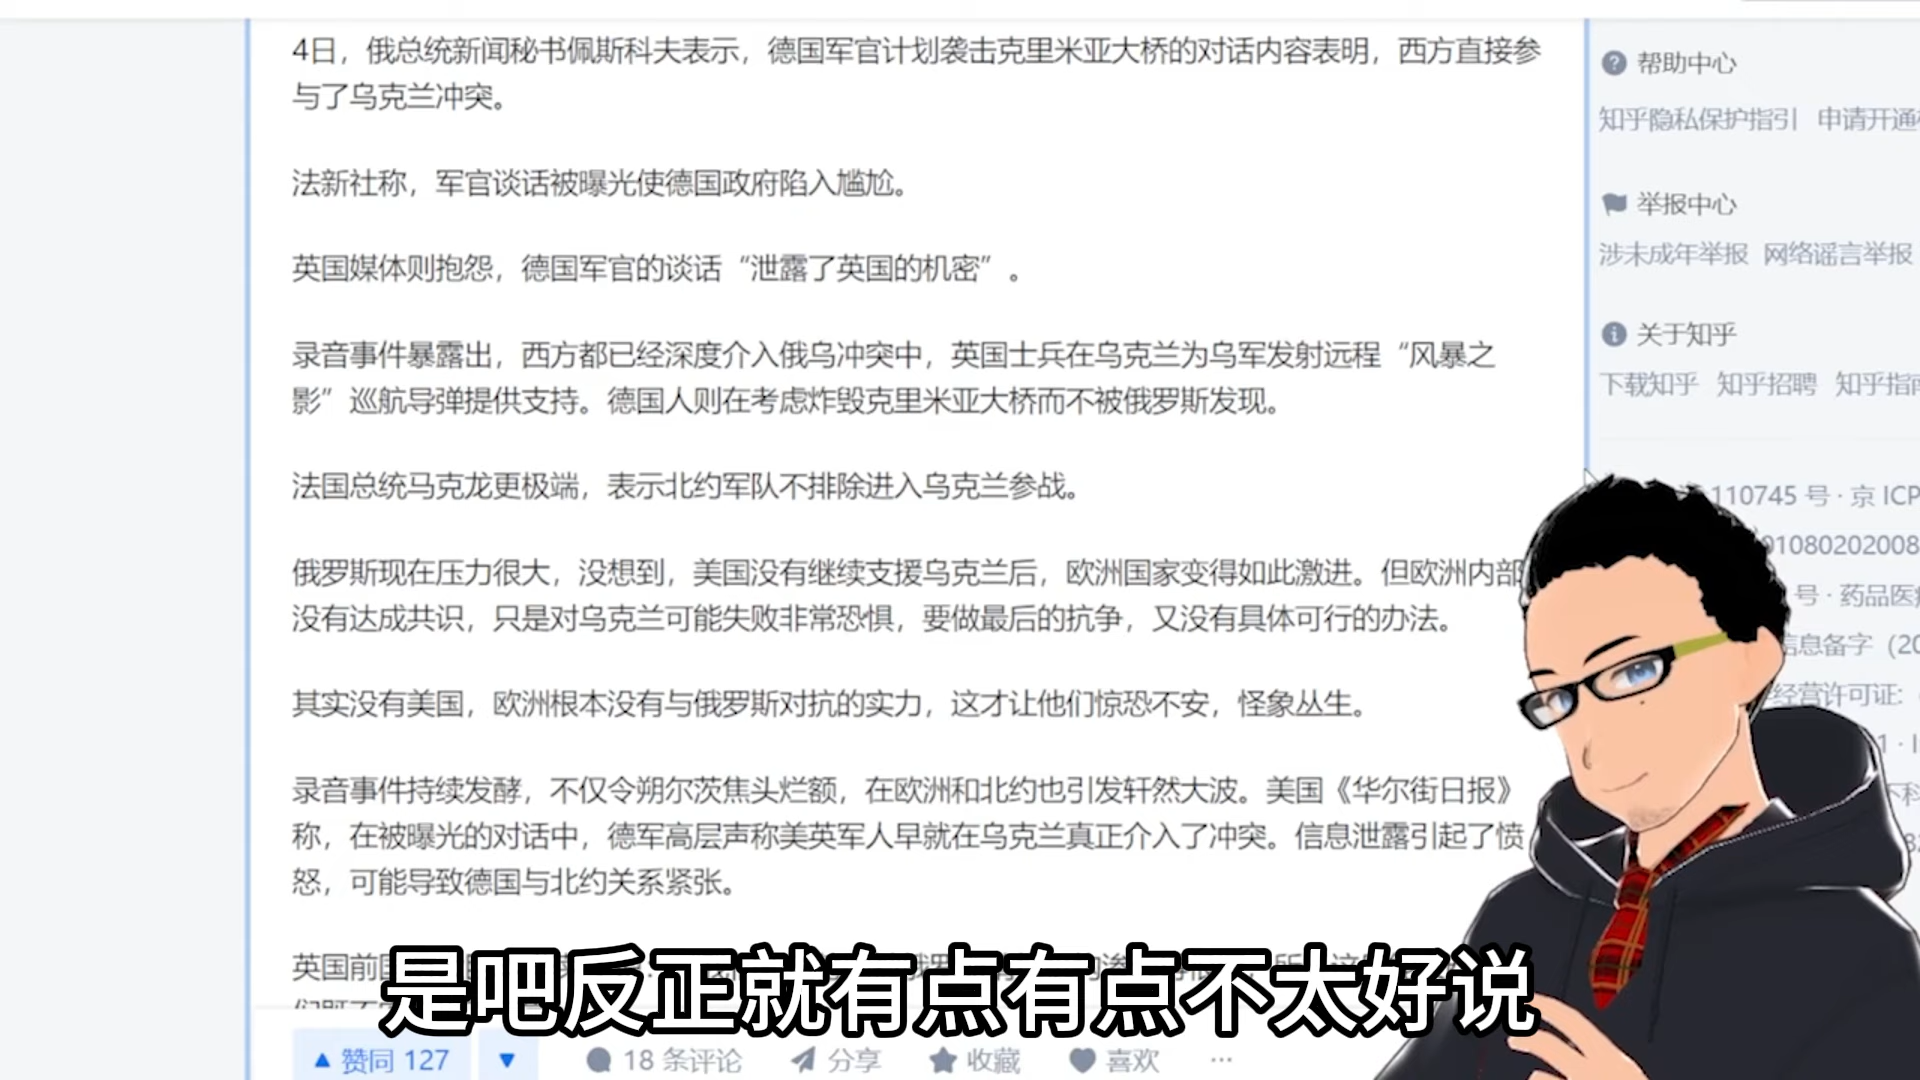 4日，俄总统新闻秘书佩斯科夫表示，德国军官计划袭击克里米亚大桥的对话内容表明，西方直接参
与了乌克兰冲突。
法新社称，军官谈话被曝光使德国政府陷入尴尬。
英国媒体则抱怨，德国军官的谈话“泄露了英国的机密”。
录音事件暴露出，西方都已经深度介入俄乌冲突中，英国士兵在乌克兰为乌军发射远程“风暴之
影”巡航导弹提供支持。德国人则在考虑炸毁克里米亚大桥而不被俄罗斯发现。
法国总统马克龙更极端，表示北约军队不排除进入乌克兰参战。
俄罗斯现在压力很大，没想到，美国没有继续支援乌克兰后，欧洲国家变得如此激进。但欧洲内部
没有达成共识，只是对乌克兰可能失败非常恐惧，要做最后的抗争，又没有具体可行的办法。
其实没有美国，欧洲根本没有与俄罗斯对抗的实力，这才让他们惊恐不安，怪象丛生。
录音事件持续发酵，不仅令朔尔茨焦头烂额，在欧洲和北约也引发轩然大波。美国《华尔街日报》
称，在被曝光的对话中，德军高层声称美英军人早就在乌克兰真正介入了冲突。信息泄露引起了愤
怒，可能导致德国与北约关系紧张。
英国前
是吧反正就有点有点不太好说
赞同 127
18 条评论
分享
收藏
喜欢
帮助中心
知乎隐私保护指引 申请开通
举报中心
涉未成年举报 网络谣言举报
关于知乎
下载知乎 知乎招聘 知乎指
110745 号 · 京 ICP
01080202008
号 · 药品医
息备字（20
经营许可证: